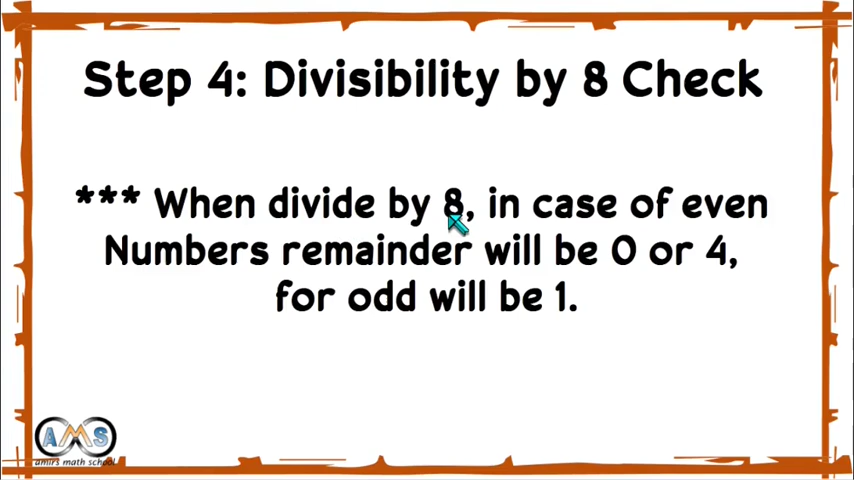 Step 4: Divisibility by 8 Check
*** When divide by 8, in case of even
Numbers remainder will be 0 or 4,
for odd will be 1.
AMS
amirs math school